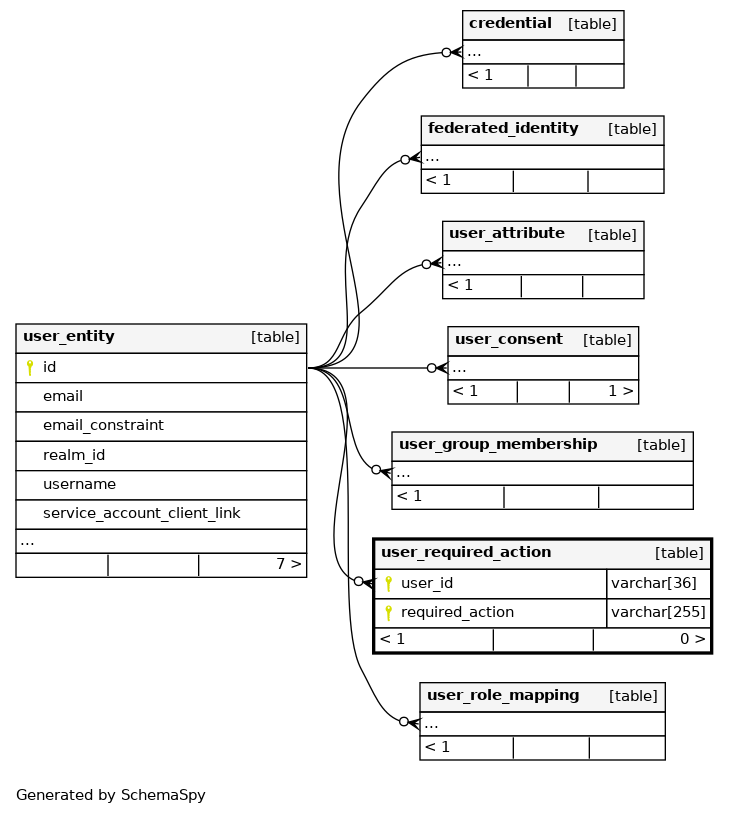 credential [table]
...
< 1
federated_identity [table]
...
< 1
user_attribute [table]
...
< 1
user_entity [table]
id
email
email_constraint
realm_id
username
service_account_client_link
...
7 >
user_consent [table]
...
< 1 1 >
user_group_membership [table]
...
< 1
user_required_action [table]
user_id varchar[36]
required_action varchar[255]
< 1 0 >
user_role_mapping [table]
...
< 1
Generated by SchemaSpy